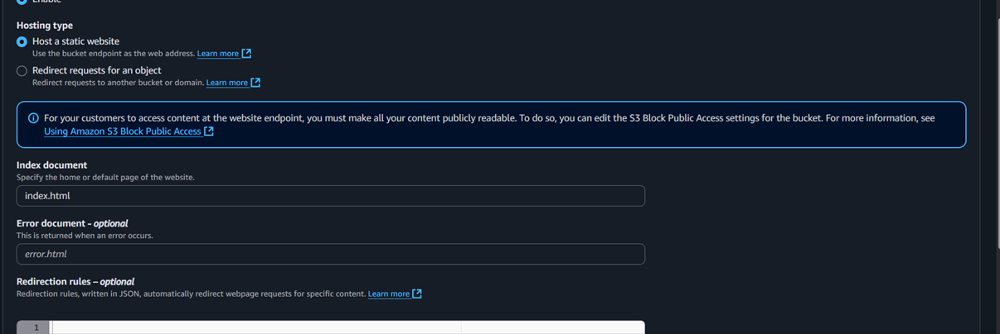 Enable
Hosting type
Host a static website
Use the bucket endpoint as the web address. Learn more
Redirect requests for an object
Redirect requests to another bucket or domain. Learn more
For your customers to access content at the website endpoint, you must make all your content publicly readable. To do so, you can edit the S3 Block Public Access settings for the bucket. For more information, see
Using Amazon S3 Block Public Access
Index document
Specify the home or default page of the website.
index.html
Error document - optional
This is returned when an error occurs.
error.html
Redirection rules – optional
Redirection rules, written in JSON, automatically redirect webpage requests for specific content. Learn more
1